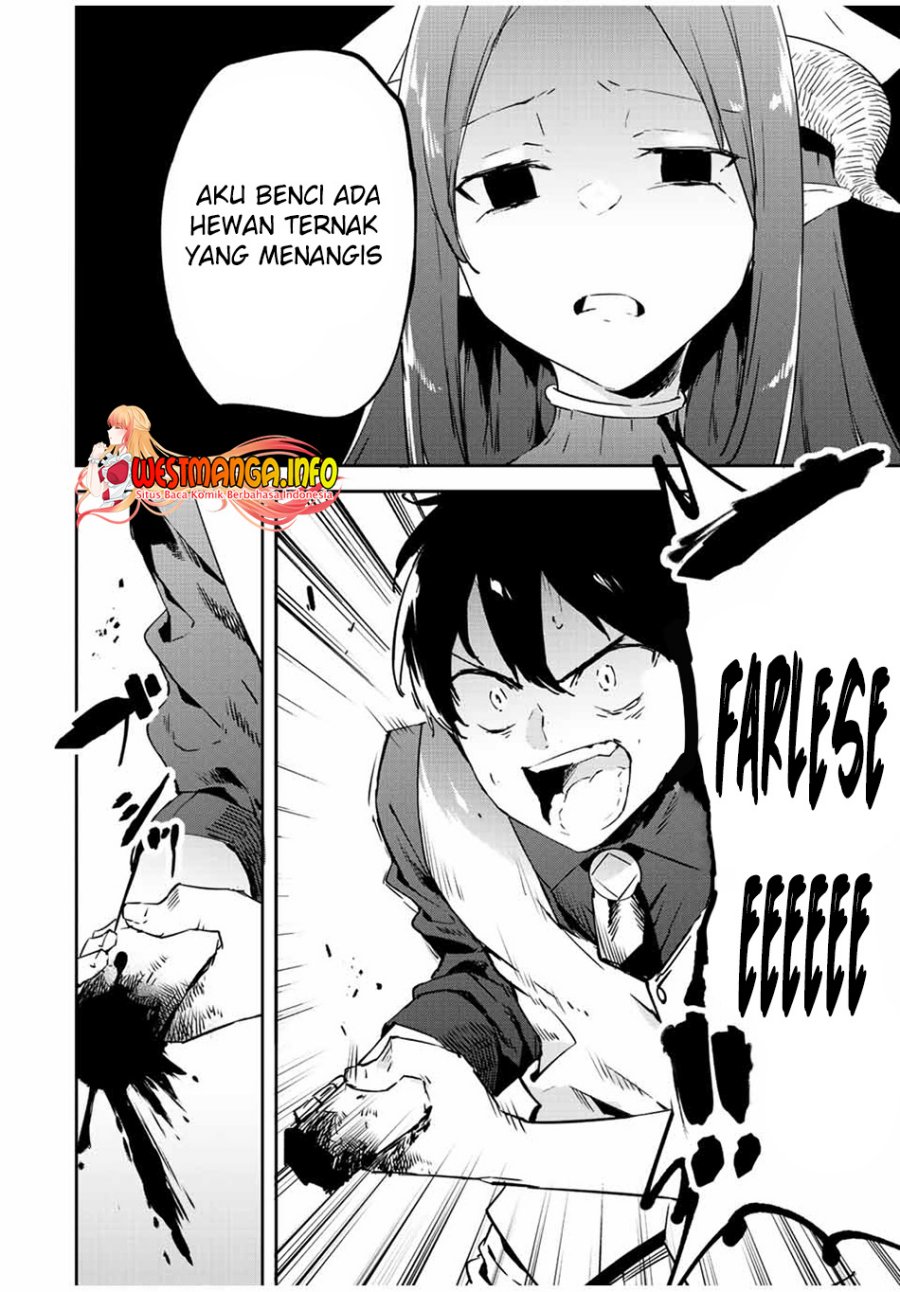 AKU BENCI ADA
HEWAN TERNAK
YANG MENANGIS
WESTMANGA.INFO
Situs Baca Komik Berbahasa Indonesia
FARLESE
EEEEEE